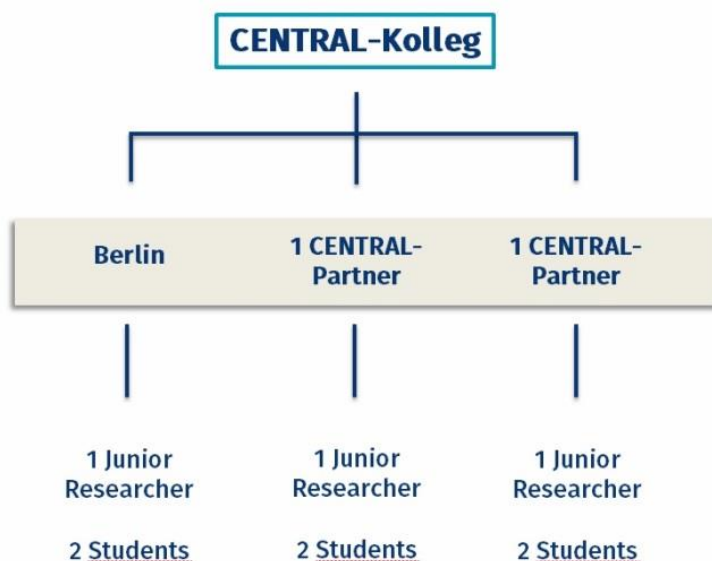 CENTRAL-Kolleg
Berlin
1 CENTRAL-
Partner
1 CENTRAL-
Partner
1 Junior
Researcher
2 Students
1 Junior
Researcher
2 Students
1 Junior
Researcher
2 Students